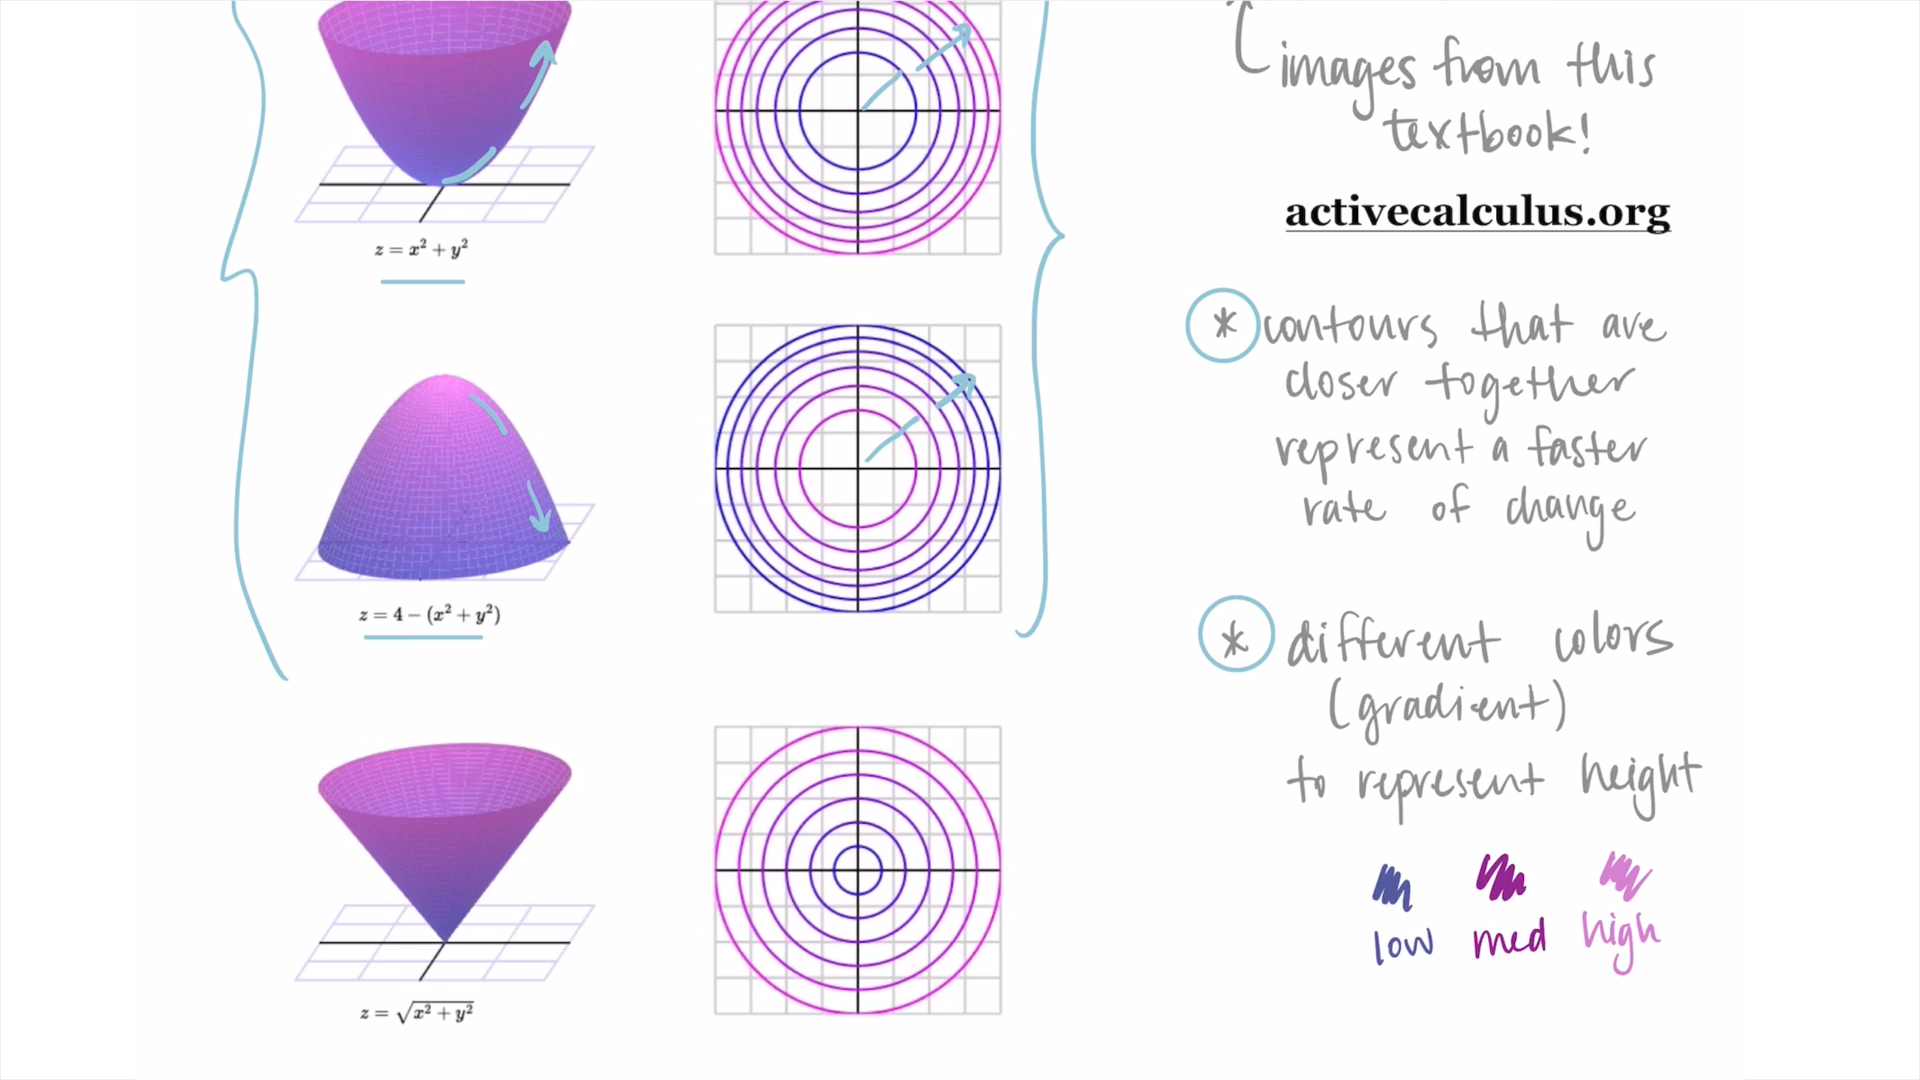 images from this
textbook!
activecalculus.org
z = x² + y²
* contours that are
closer together
represent a faster
rate of change
z = 4 − (x² + y²)
* different colors
(gradient)
to represent height
low med high
z = √(x² + y²)